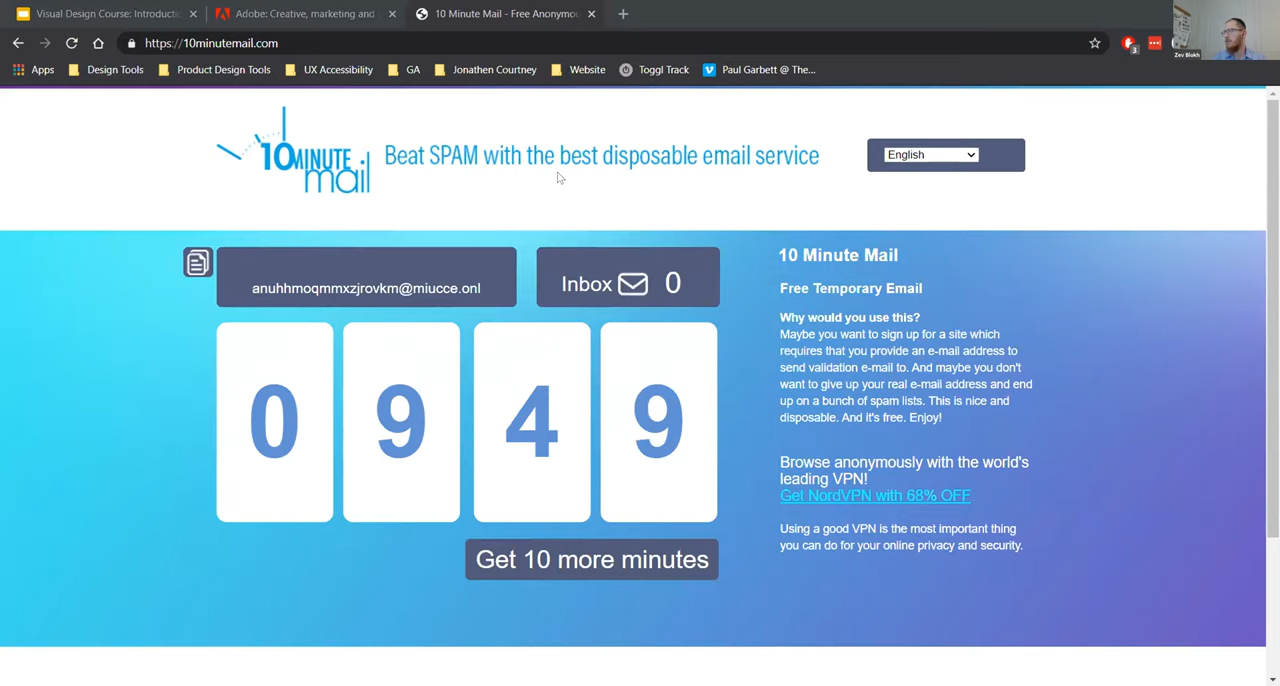 Visual Design Course: Introducti
Adobe: Creative, marketing and
10 Minute Mail - Free Anonymou
https://10minutemail.com
3
Zev Blokh
Apps
Design Tools
Product Design Tools
UX Accessibility
GA
Jonathen Courtney
Website
Toggl Track
Paul Garbett @ The...
10MINUTE
mail
Beat SPAM with the best disposable email service
English
anuhhmoqmmxzjrovkm@miucce.onl
Inbox 0
0 9 4 9
Get 10 more minutes
10 Minute Mail
Free Temporary Email
Why would you use this?
Maybe you want to sign up for a site which
requires that you provide an e-mail address to
send validation e-mail to. And maybe you don't
want to give up your real e-mail address and end
up on a bunch of spam lists. This is nice and
disposable. And it's free. Enjoy!
Browse anonymously with the world's
leading VPN!
Get NordVPN with 68% OFF
Using a good VPN is the most important thing
you can do for your online privacy and security.